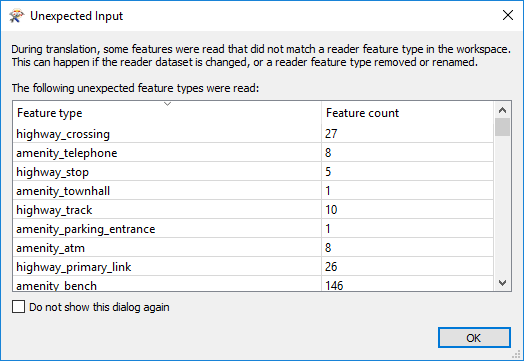 Unexpected Input
During translation, some features were read that did not match a reader feature type in the workspace.
This can happen if the reader dataset is changed, or a reader feature type removed or renamed.
The following unexpected feature types were read:
Feature type Feature count
highway_crossing 27
amenity_telephone 8
highway_stop 5
amenity_townhall 1
highway_track 10
amenity_parking_entrance 1
amenity_atm 8
highway_primary_link 26
amenity_bench 146
Do not show this dialog again
OK